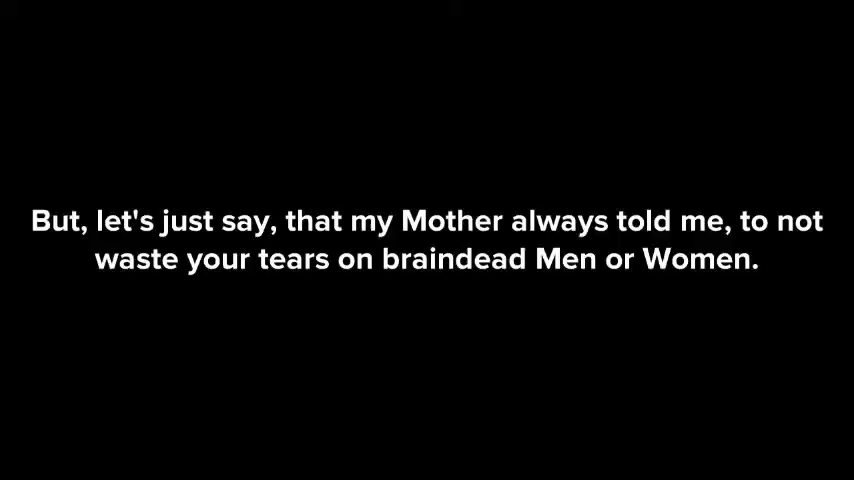 But, let's just say, that my Mother always told me, to not
waste your tears on braindead Men or Women.